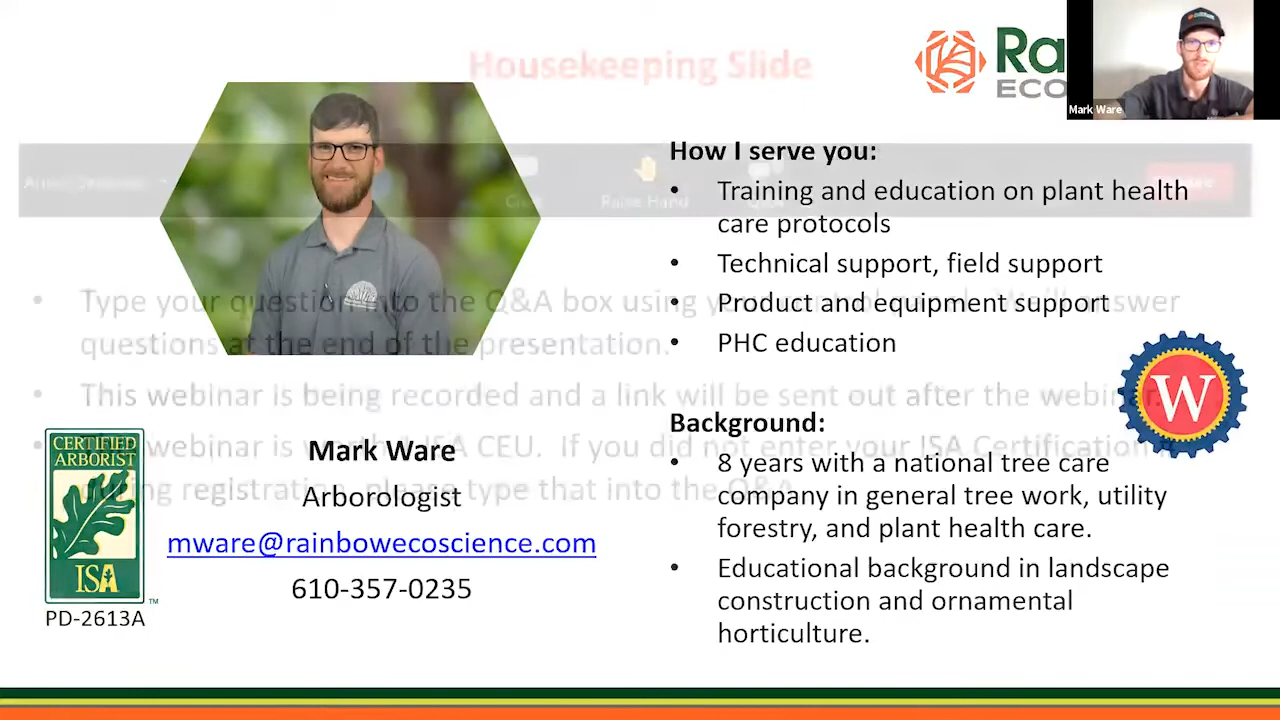 Housekeeping Slide
Ra
ECO
Mark Ware
How I serve you:
• Training and education on plant health
care protocols
• Technical support, field support
• Product and equipment support
• PHC education
Raise Hand
• Type your question into the Q&A box using
answer
questions at the end of the presentation.
• This webinar is being recorded and a link will be sent out after the webinar.
webinar is
ISA CEU. If you did not enter your ISA Certification
during registration, please type that into the Q&A
Background:
• 8 years with a national tree care
company in general tree work, utility
forestry, and plant health care.
• Educational background in landscape
construction and ornamental
horticulture.
W
CERTIFIED
ARBORIST
ISA
™
PD-2613A
Mark Ware
Arborologist
mware@rainbowecoscience.com
610-357-0235